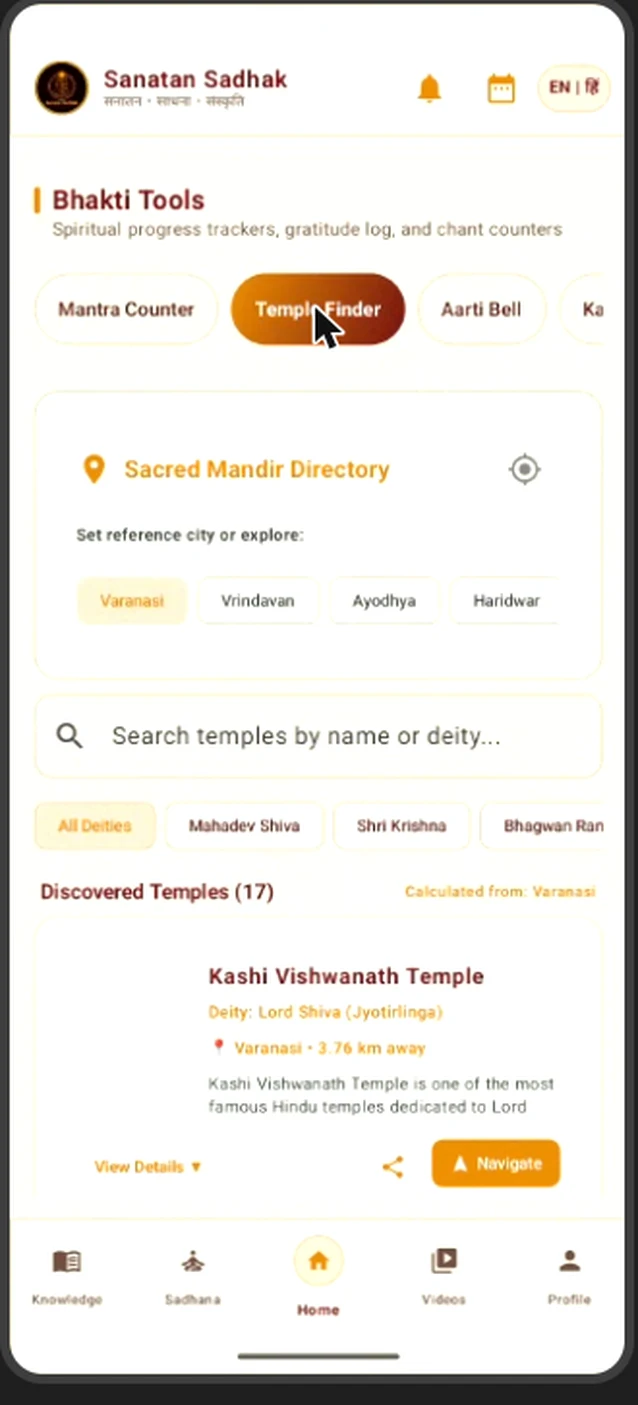 Sanatan Sadhak
सनातन • साधना • संस्कृति
EN | हिं
Bhakti Tools
Spiritual progress trackers, gratitude log, and chant counters
Mantra Counter
Temple Finder
Aarti Bell
Ka
Sacred Mandir Directory
Set reference city or explore:
Varanasi
Vrindavan
Ayodhya
Haridwar
Search temples by name or deity...
All Deities
Mahadev Shiva
Shri Krishna
Bhagwan Ran
Discovered Temples (17)
Calculated from: Varanasi
Kashi Vishwanath Temple
Deity: Lord Shiva (Jyotirlinga)
📍 Varanasi • 3.76 km away
Kashi Vishwanath Temple is one of the most
famous Hindu temples dedicated to Lord
View Details ▼
Navigate
Knowledge
Sadhana
Home
Videos
Profile